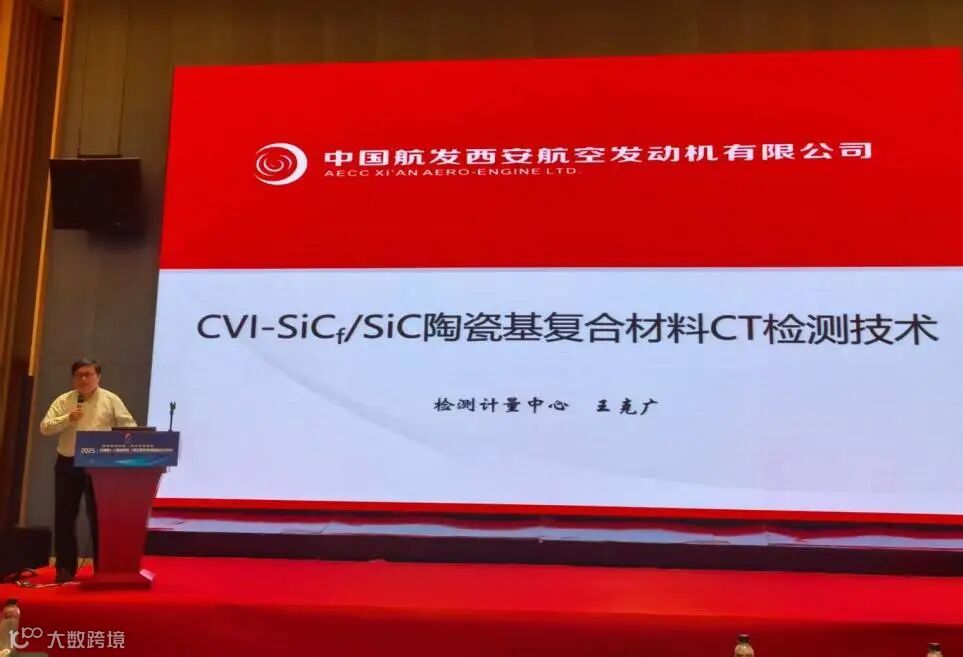 中国航发西安航空发动机有限公司
AECC XI'AN AERO-ENGINE LTD.
CVI-SiCf/SiC陶瓷基复合材料CT检测技术
检测计量中心 王克广
2025
大数跨境